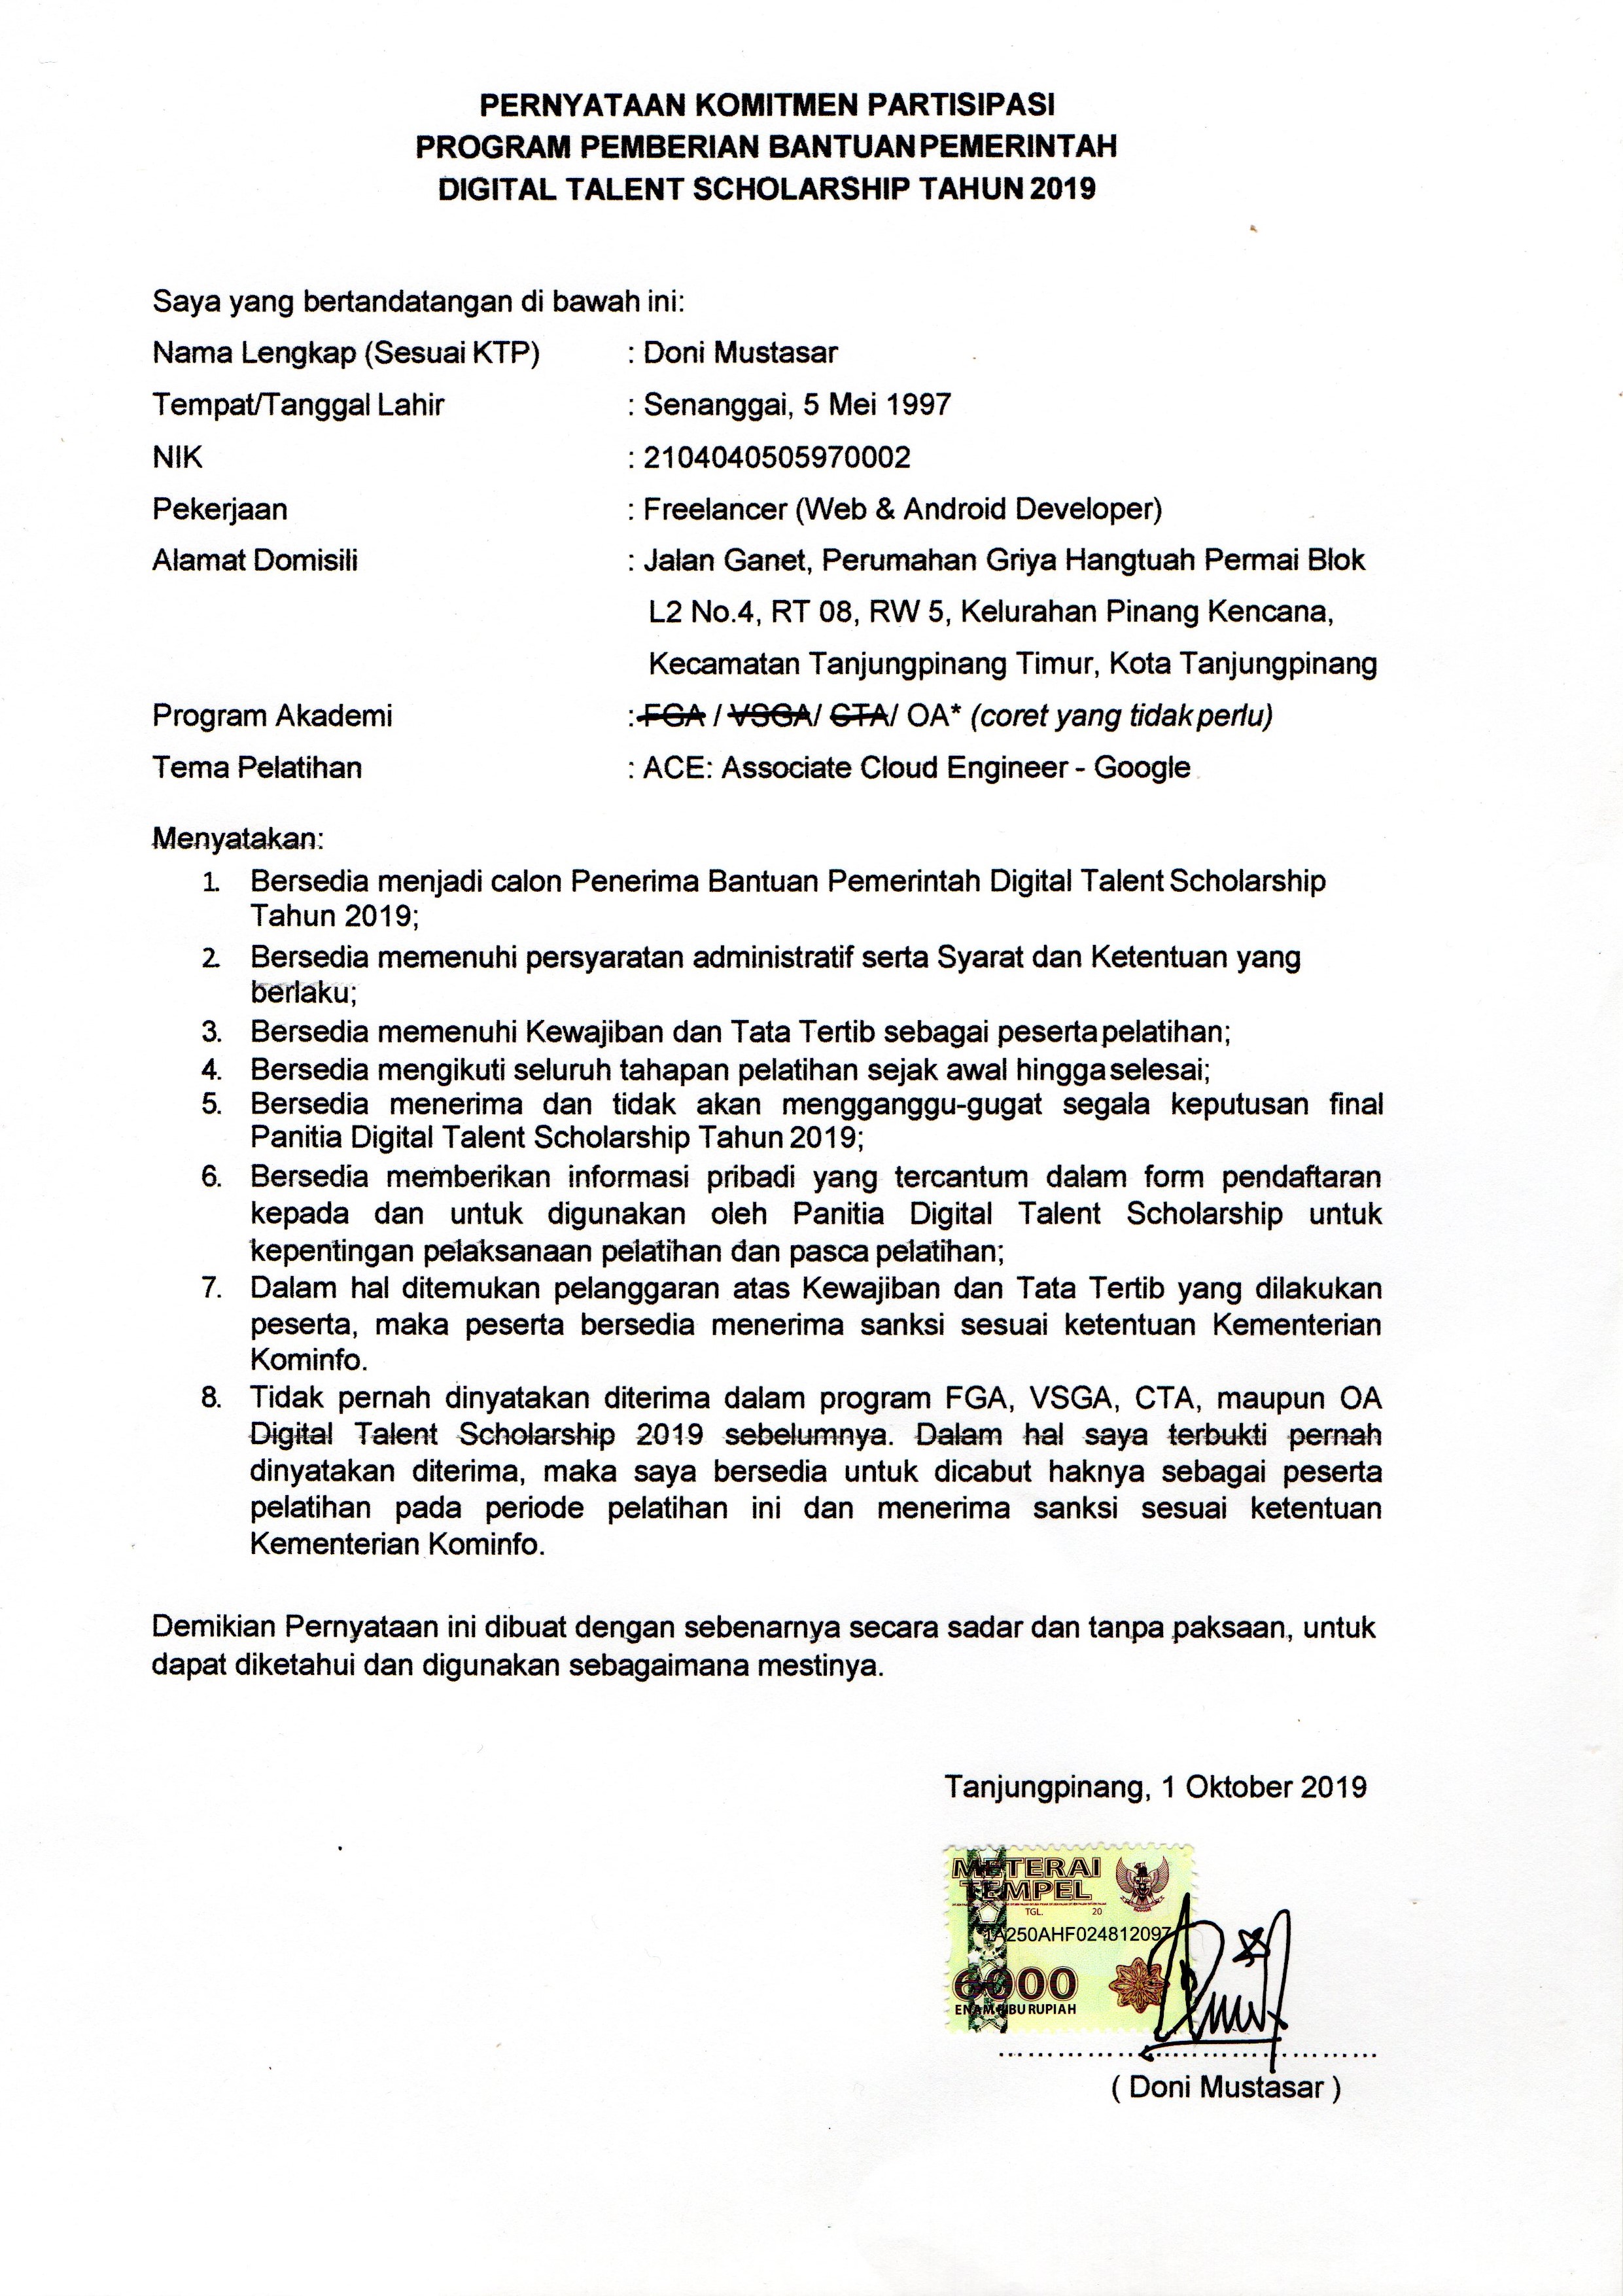 PERNYATAAN KOMITMEN PARTISIPASI
PROGRAM PEMBERIAN BANTUAN PEMERINTAH
DIGITAL TALENT SCHOLARSHIP TAHUN 2019
Saya yang bertandatangan di bawah ini:
Nama Lengkap (Sesuai KTP) : Doni Mustasar
Tempat/Tanggal Lahir : Senanggai, 5 Mei 1997
NIK : 2104040505970002
Pekerjaan : Freelancer (Web & Android Developer)
Alamat Domisili : Jalan Ganet, Perumahan Griya Hangtuah Permai Blok
L2 No.4, RT 08, RW 5, Kelurahan Pinang Kencana,
Kecamatan Tanjungpinang Timur, Kota Tanjungpinang
Program Akademi : FGA / VSGA/ CTA/ OA* (coret yang tidak perlu)
Tema Pelatihan : ACE: Associate Cloud Engineer - Google
Menyatakan:
1. Bersedia menjadi calon Penerima Bantuan Pemerintah Digital Talent Scholarship
Tahun 2019;
2. Bersedia memenuhi persyaratan administratif serta Syarat dan Ketentuan yang
berlaku;
3. Bersedia memenuhi Kewajiban dan Tata Tertib sebagai peserta pelatihan;
4. Bersedia mengikuti seluruh tahapan pelatihan sejak awal hingga selesai;
5. Bersedia menerima dan tidak akan mengganggu-gugat segala keputusan final
Panitia Digital Talent Scholarship Tahun 2019;
6. Bersedia memberikan informasi pribadi yang tercantum dalam form pendaftaran
kepada dan untuk digunakan oleh Panitia Digital Talent Scholarship untuk
kepentingan pelaksanaan pelatihan dan pasca pelatihan;
7. Dalam hal ditemukan pelanggaran atas Kewajiban dan Tata Tertib yang dilakukan
peserta, maka peserta bersedia menerima sanksi sesuai ketentuan Kementerian
Kominfo.
8. Tidak pernah dinyatakan diterima dalam program FGA, VSGA, CTA, maupun OA
Digital Talent Scholarship 2019 sebelumnya. Dalam hal saya terbukti pernah
dinyatakan diterima, maka saya bersedia untuk dicabut haknya sebagai peserta
pelatihan pada periode pelatihan ini dan menerima sanksi sesuai ketentuan
Kementerian Kominfo.
Demikian Pernyataan ini dibuat dengan sebenarnya secara sadar dan tanpa paksaan, untuk
dapat diketahui dan digunakan sebagaimana mestinya.
Tanjungpinang, 1 Oktober 2019
METERAI
TEMPEL
TGL. 20
1A250AHF024812097
6000
ENAM RIBU RUPIAH
( Doni Mustasar )